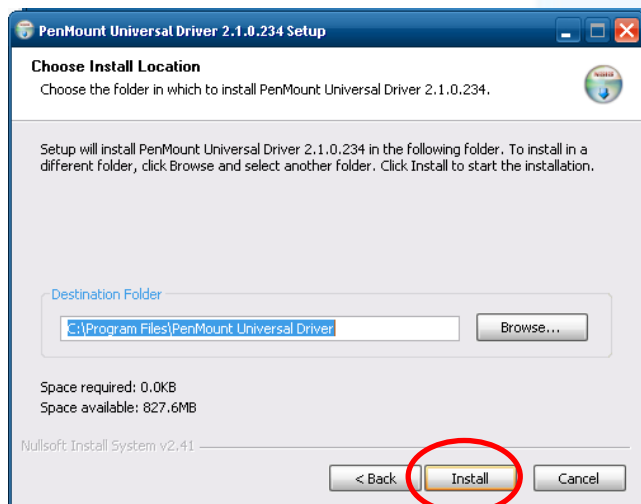 PenMount Universal Driver 2.1.0.234 Setup
Choose Install Location
Choose the folder in which to install PenMount Universal Driver 2.1.0.234.
Setup will install PenMount Universal Driver 2.1.0.234 in the following folder. To install in a
different folder, click Browse and select another folder. Click Install to start the installation.
Destination Folder
C:\Program Files\PenMount Universal Driver
Browse...
Space required: 0.0KB
Space available: 827.6MB
Nullsoft Install System v2.41
< Back Install Cancel